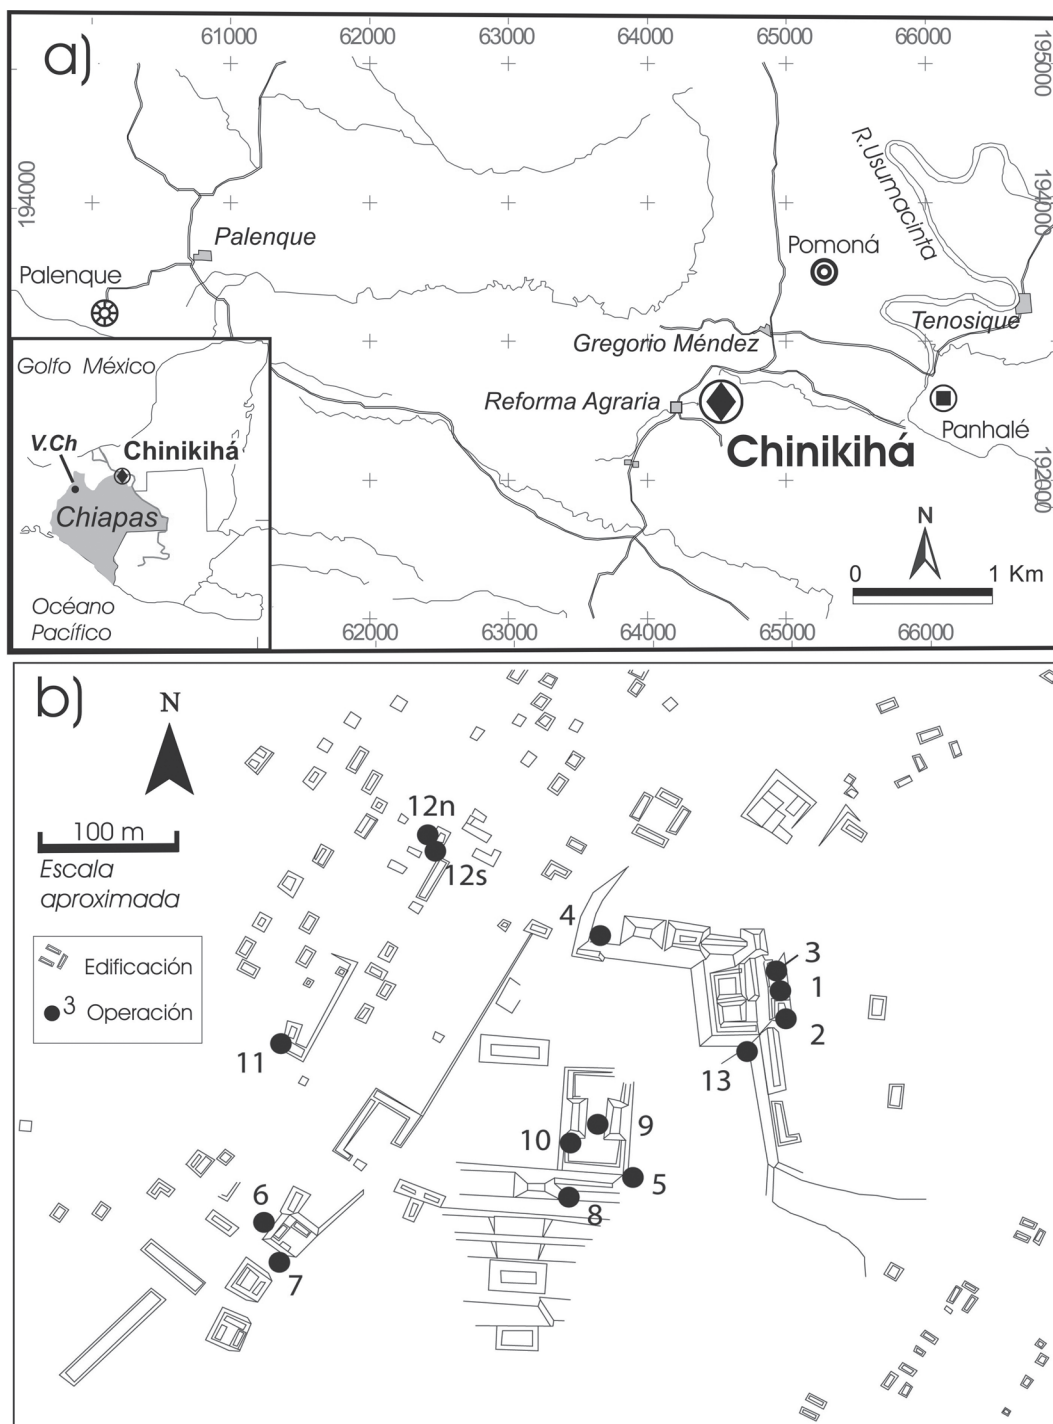 a)
61000 62000 63000 64000 65000 66000
195000
194000
194000
R.Usumacinta
Palenque
Pomoná
Palenque
Tenosique
Gregorio Méndez
Golfo México
Reforma Agraria
Panhalé
V.Ch
Chinikihá
Chinikihá
192000
Chiapas
N
0 1 Km
Océano
Pacífico
62000 63000 64000 65000 66000
b)
N
12n
100 m
12s
Escala
aproximada
4
3
Edificación
1
3 Operación
2
11
13
9
10
5
6
8
7